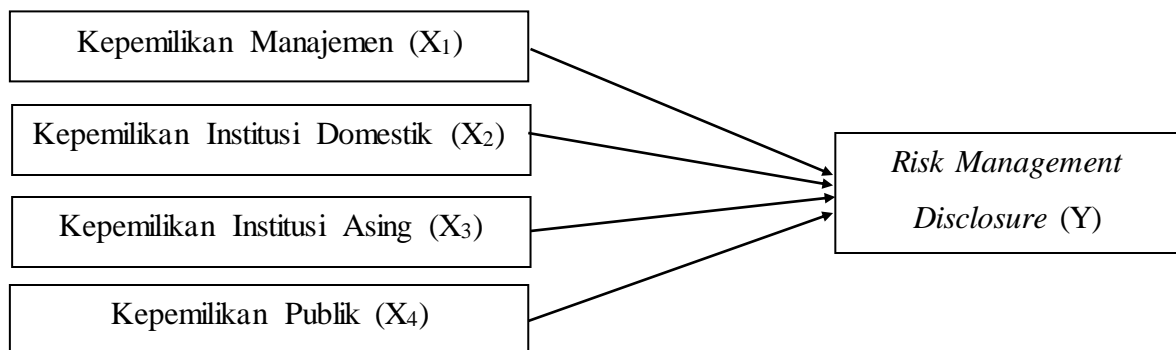 Kepemilikan Manajemen (X₁)
Kepemilikan Institusi Domestik (X₂)
Kepemilikan Institusi Asing (X₃)
Kepemilikan Publik (X₄)
Risk Management
Disclosure (Y)